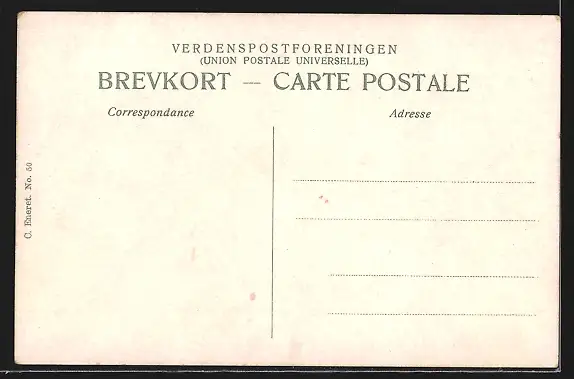 VERDENSPOSTFORENINGEN
(UNION POSTALE UNIVERSELLE)
BREVKORT — CARTE POSTALE
Correspondance
Adresse
C. Eneret. No. 50